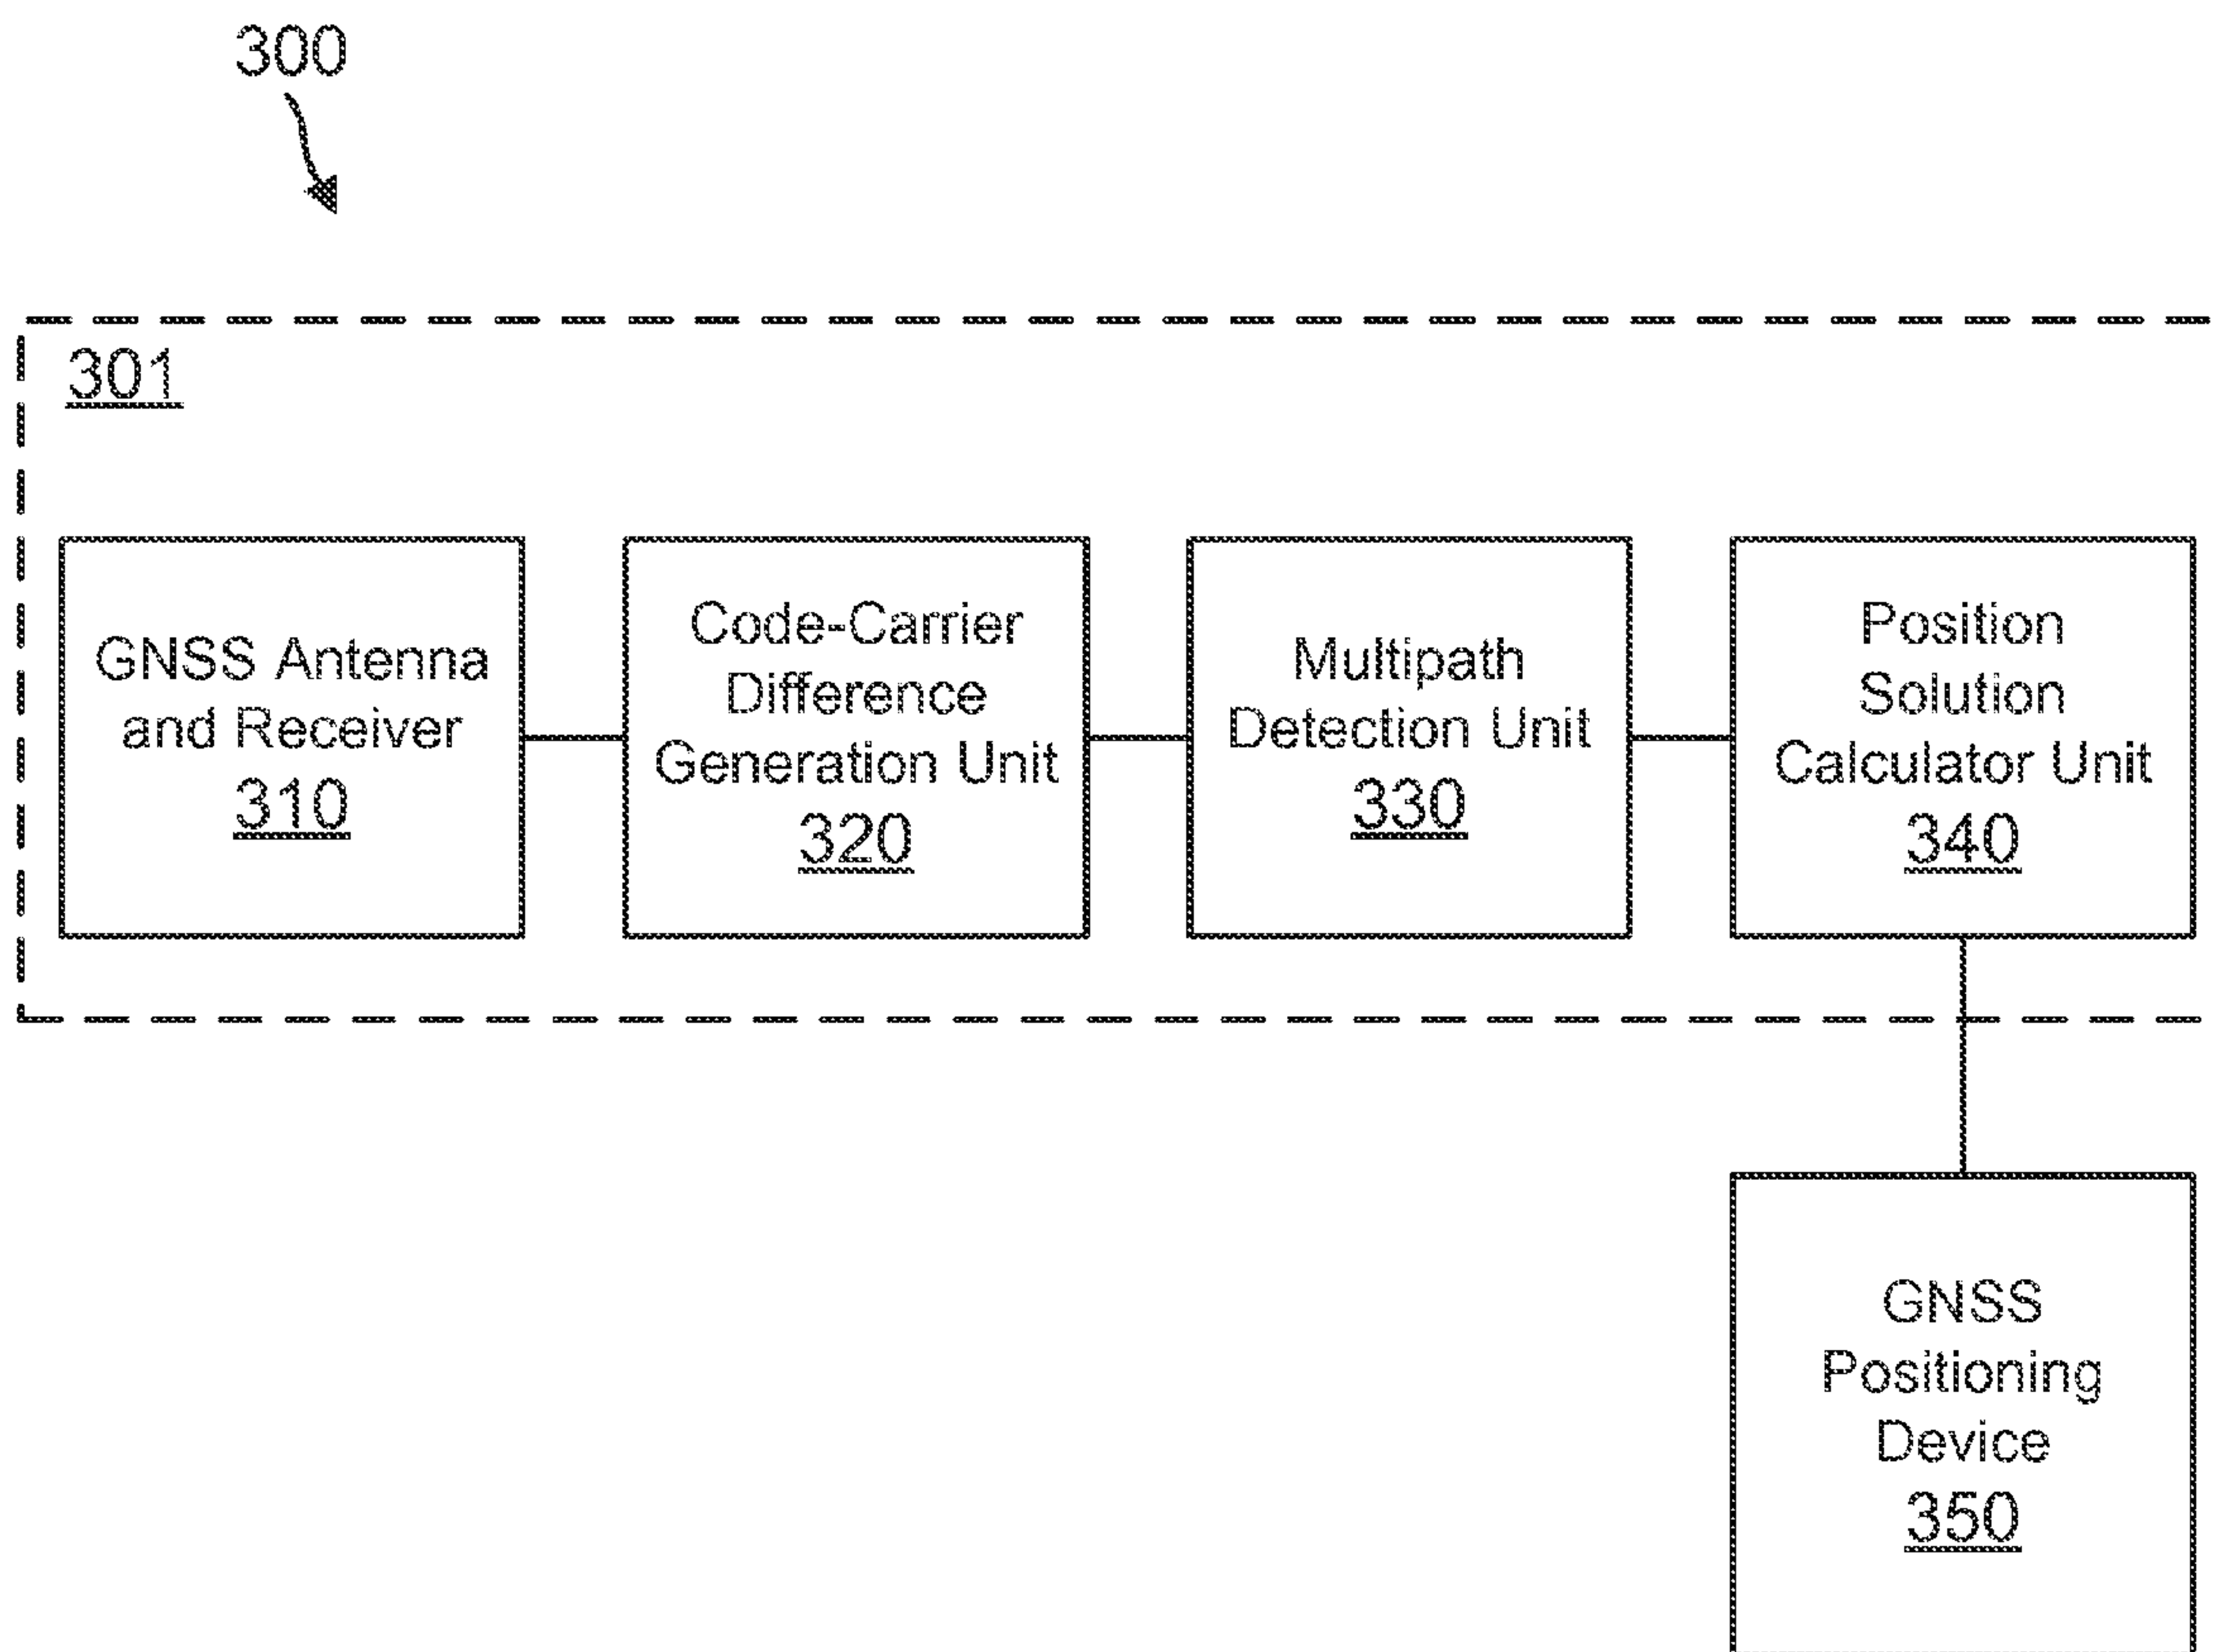 300
301
GNSS Antenna
and Receiver
310
Code-Carrier
Difference
Generation Unit
320
Multipath
Detection Unit
330
Position
Solution
Calculator Unit
340
GNSS
Positioning
Device
350